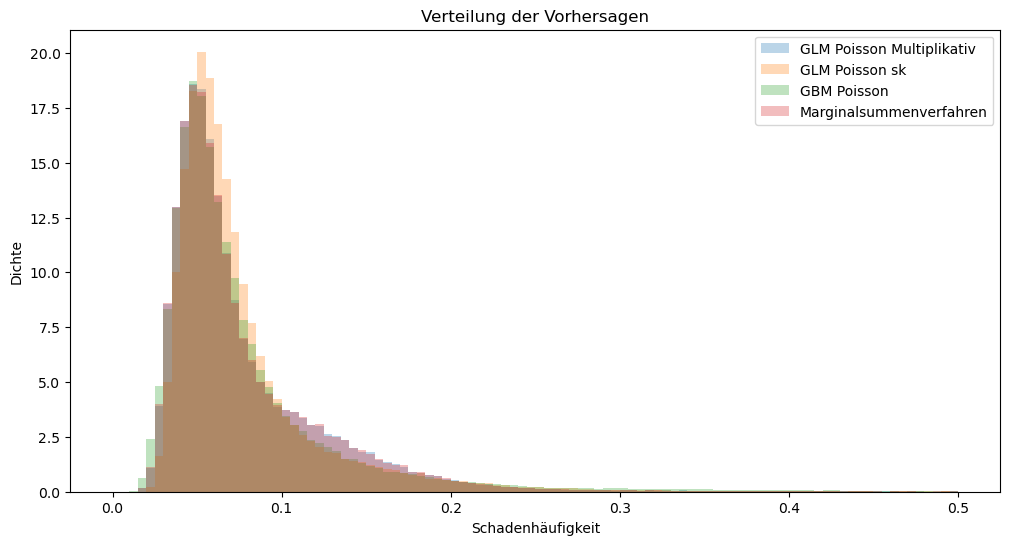 Verteilung der Vorhersagen
GLM Poisson Multiplikativ
GLM Poisson sk
GBM Poisson
Marginalsummenverfahren
Dichte
20.0
17.5
15.0
12.5
10.0
7.5
5.0
2.5
0.0
0.0 0.1 0.2 0.3 0.4 0.5
Schadenhäufigkeit